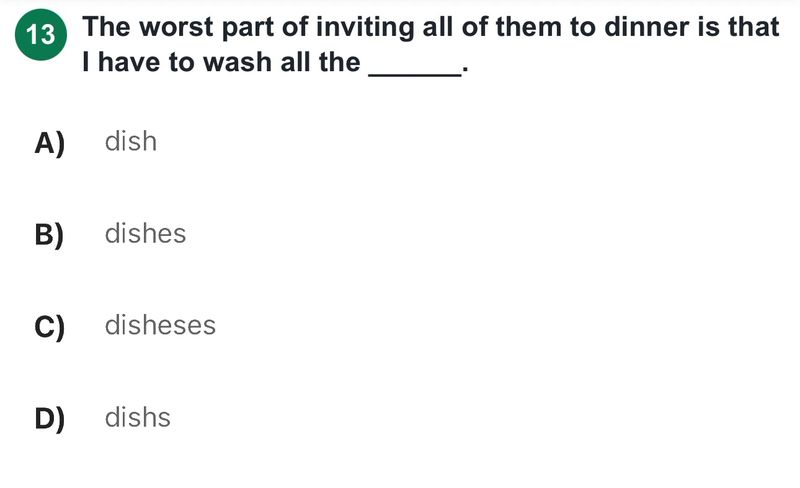 13 The worst part of inviting all of them to dinner is that
I have to wash all the ______.
A) dish
B) dishes
C) disheses
D) dishs